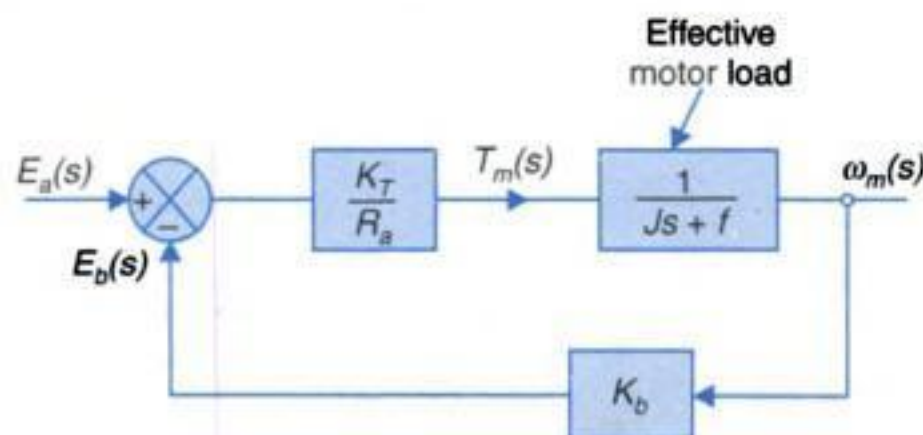 Effective
motor load
E_a(s)
+
−
E_b(s)
K_T
R_a
T_m(s)
1
Js + f
ω_m(s)
K_b